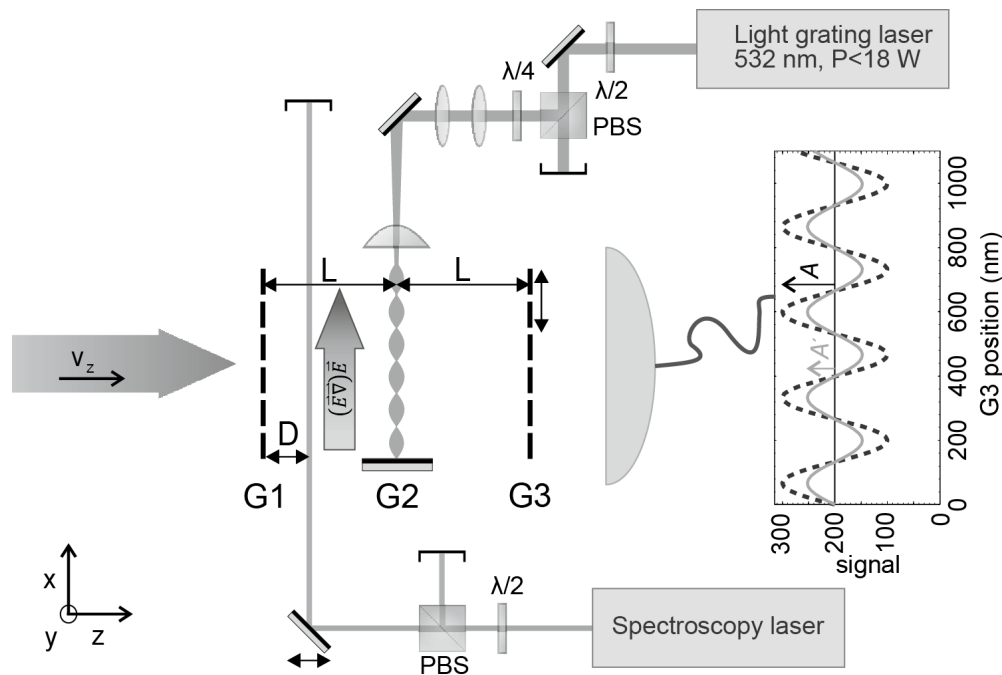 Light grating laser
532 nm, P<18 W
λ/4
λ/2
PBS
L
L
v_z
(E⃗∇)E⃗
D
G1
G2
G3
A
A´
0
200
400
600
800
1000
G3 position (nm)
300
200
100
0
signal
x
y
z
λ/2
PBS
Spectroscopy laser